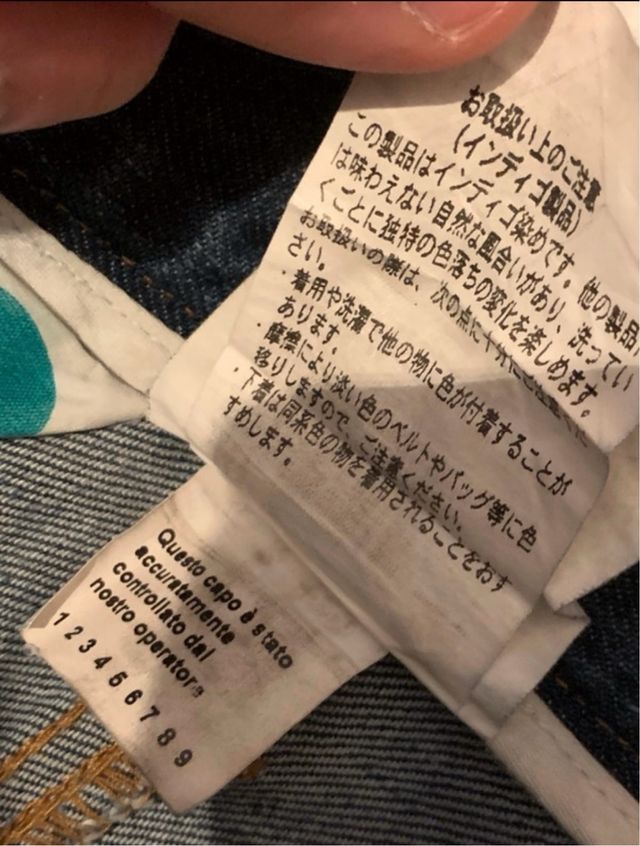 お取扱い上のご注意
(インディゴ製品)
この製品はインディゴ染めです。他の製品
は味わえない自然な風合いがあり、洗ってい
くごとに独特の色落ちの変化を楽しめます。
お取扱いの際は、次の点に十分にご注意くだ
さい。
・着用や洗濯で他の物に色が付着することが
あります。
・摩擦により淡い色のベルトやバッグ等に色
移りしますので、ご注意ください。
・下着は同系色の物を着用されることをおす
すめします。
Questo capo è stato
accuratamente
controllato dal
nostro operatore
1 2 3 4 5 6 7 8 9